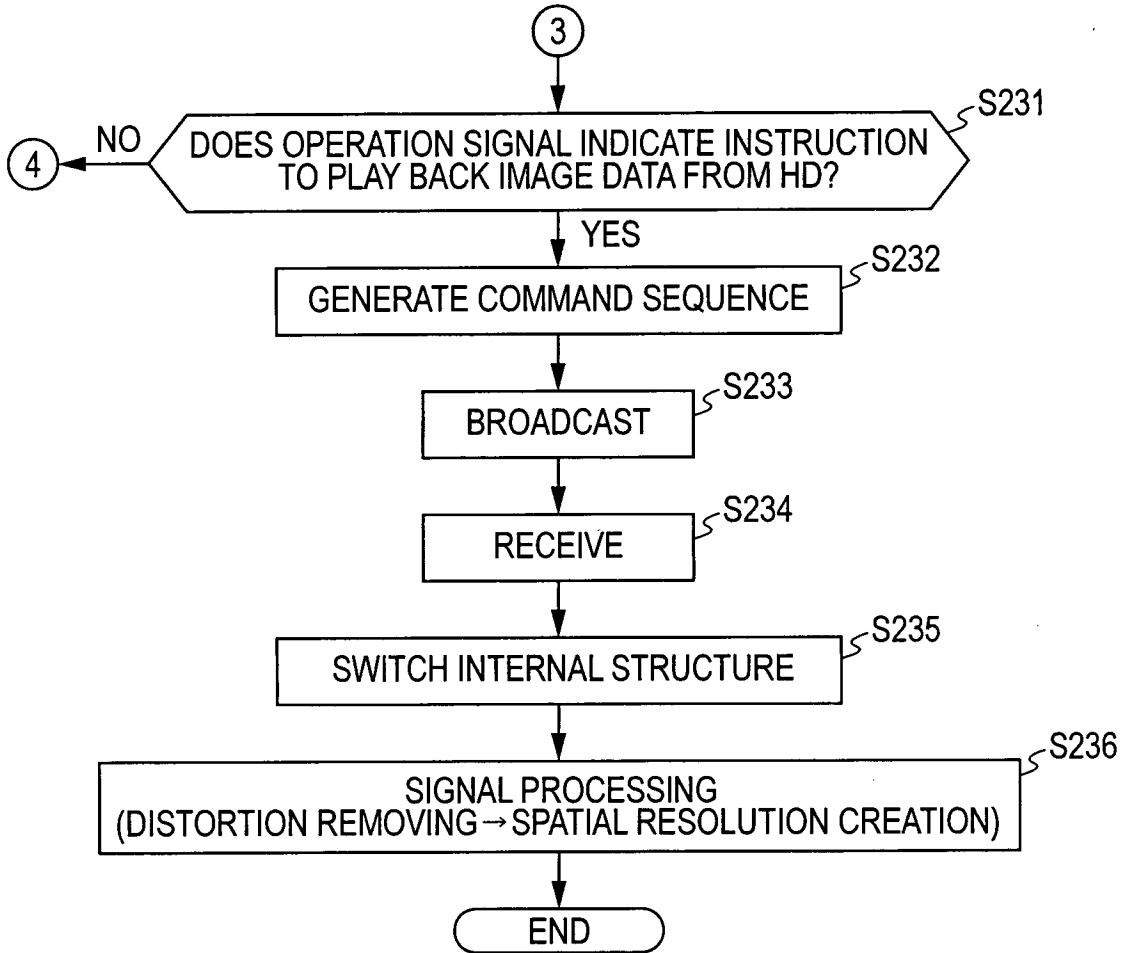 3
S231
NO
4
DOES OPERATION SIGNAL INDICATE INSTRUCTION
TO PLAY BACK IMAGE DATA FROM HD?
YES
S232
GENERATE COMMAND SEQUENCE
S233
BROADCAST
S234
RECEIVE
S235
SWITCH INTERNAL STRUCTURE
S236
SIGNAL PROCESSING
(DISTORTION REMOVING→SPATIAL RESOLUTION CREATION)
END